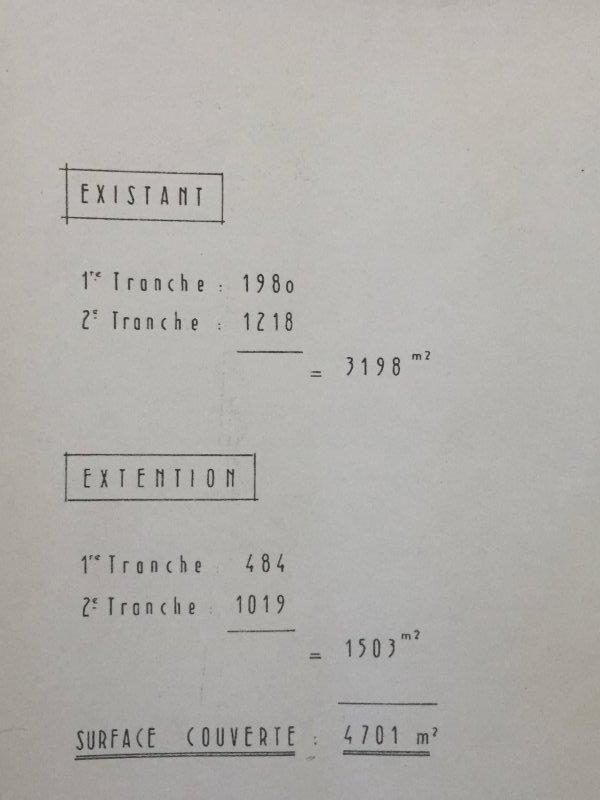 EXISTANT
1re Tranche : 1980
2e Tranche : 1218
= 3198 m2
EXTENTION
1re Tranche : 484
2e Tranche : 1019
= 1503 m2
SURFACE COUVERTE : 4701 m²